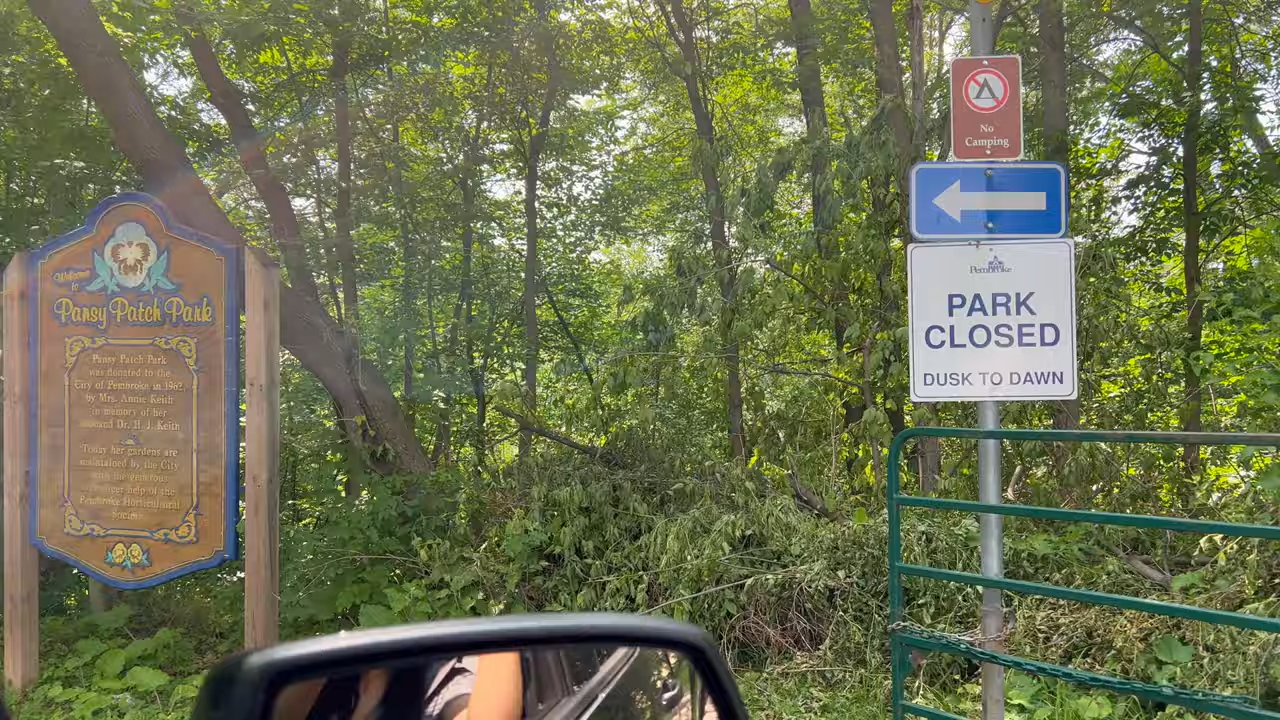 Welcome
to
Pansy Patch Park
Pansy Patch Park
was donated to the
City of Pembroke in 1962
by Mrs. Annie Keith
in memory of her
husband Dr. H. J. Keith
Today her gardens are
maintained by the City
with the generous
help of the
Pembroke Horticultural
Society
No
Camping
Pembroke
PARK
CLOSED
DUSK TO DAWN